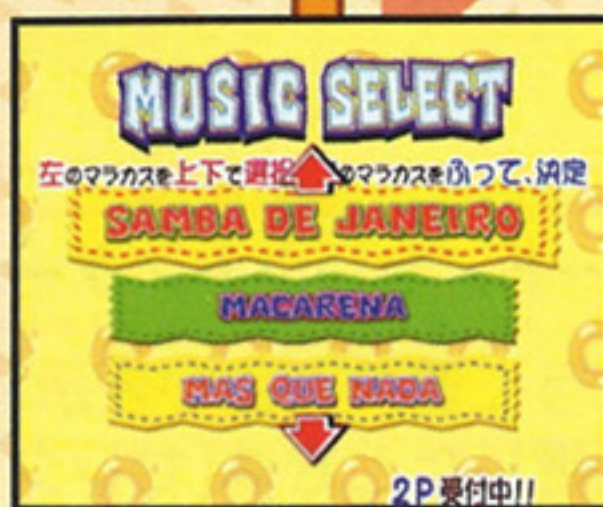 MUSIC SELECT
左のマラカスを上下で選択 のマラカスをふって、決定
SAMBA DE JANEIRO
MACARENA
MAS QUE NADA
2P受付中!!